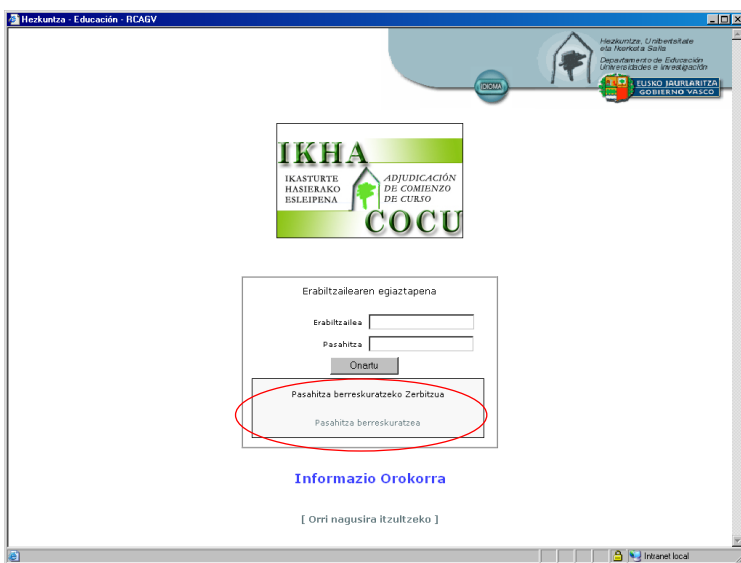 Hezkuntza - Educación - RCAGV
Hezkuntza, Unibertsitate
eta Ikerketa Saila
Departamento de Educación
Universidades e Investigación
IDIOMA
EUSKO JAURLARITZA
GOBIERNO VASCO
IKHA
IKASTURTE
HASIERAKO
ESLEIPENA
ADJUDICACIÓN
DE COMIENZO
DE CURSO
COCU
Erabiltzailearen egiaztapena
Erabiltzailea
Pasahitza
Onartu
Pasahitza berreskuratzeko Zerbitzua
Pasahitza berreskuratzea
Informazio Orokorra
[ Orri nagusira itzultzeko ]
Intranet local